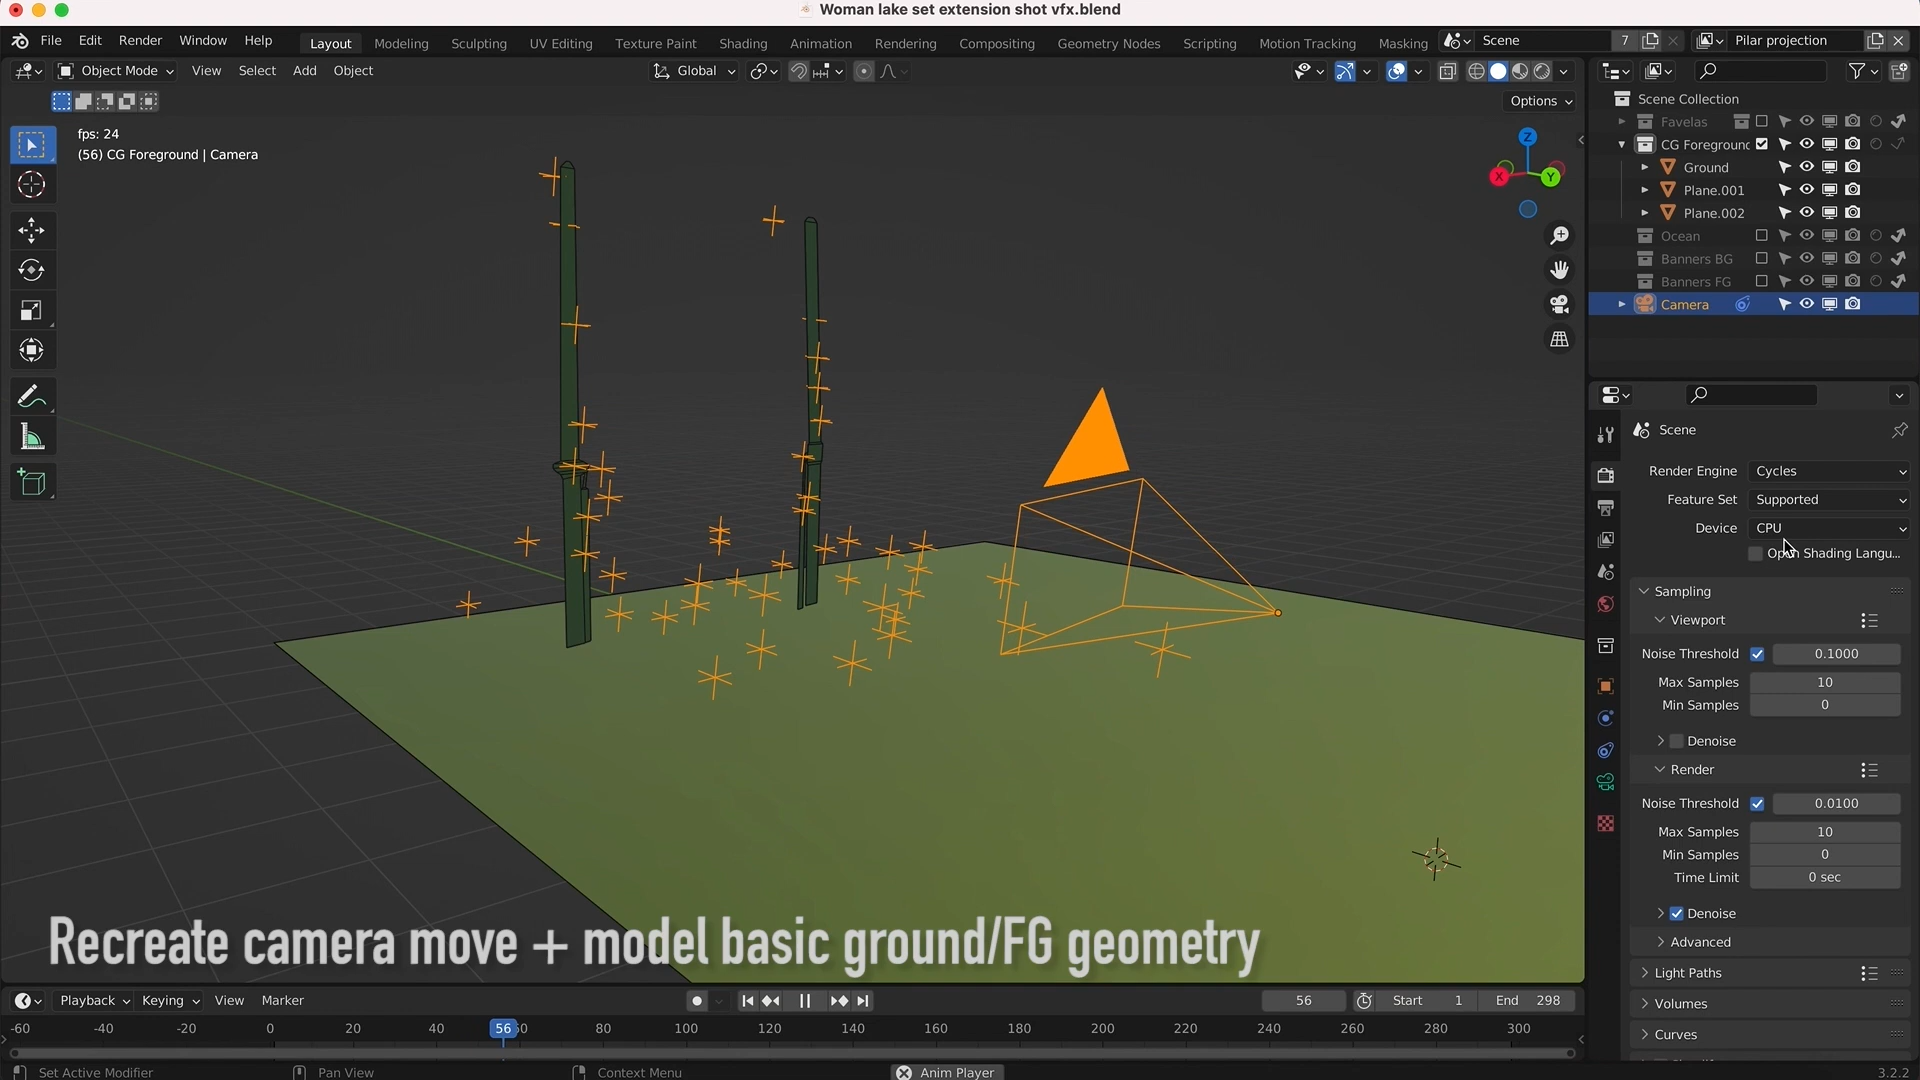 Woman lake set extension shot vfx.blend
File Edit Render Window Help
Layout Modeling Sculpting UV Editing Texture Paint Shading Animation Rendering Compositing Geometry Nodes Scripting Motion Tracking Masking
Scene 7
Pilar projection
Object Mode View Select Add Object
Global
Options
fps: 24
(56) CG Foreground | Camera
Z
X
Y
Scene Collection
Favelas
CG Foreground
Ground
Plane.001
Plane.002
Ocean
Banners BG
Banners FG
Camera
Scene
Render Engine Cycles
Feature Set Supported
Device CPU
Open Shading Langu...
Sampling
Viewport
Noise Threshold 0.1000
Max Samples 10
Min Samples 0
Denoise
Render
Noise Threshold 0.0100
Max Samples 10
Min Samples 0
Time Limit 0 sec
Denoise
Advanced
Light Paths
Volumes
Curves
Recreate camera move + model basic ground/FG geometry
Playback Keying View Marker
56 Start 1 End 298
-60 -40 -20 0 20 40 56 80 100 120 140 160 180 200 220 240 260 280 300
Set Active Modifier Pan View Context Menu Anim Player 3.2.2